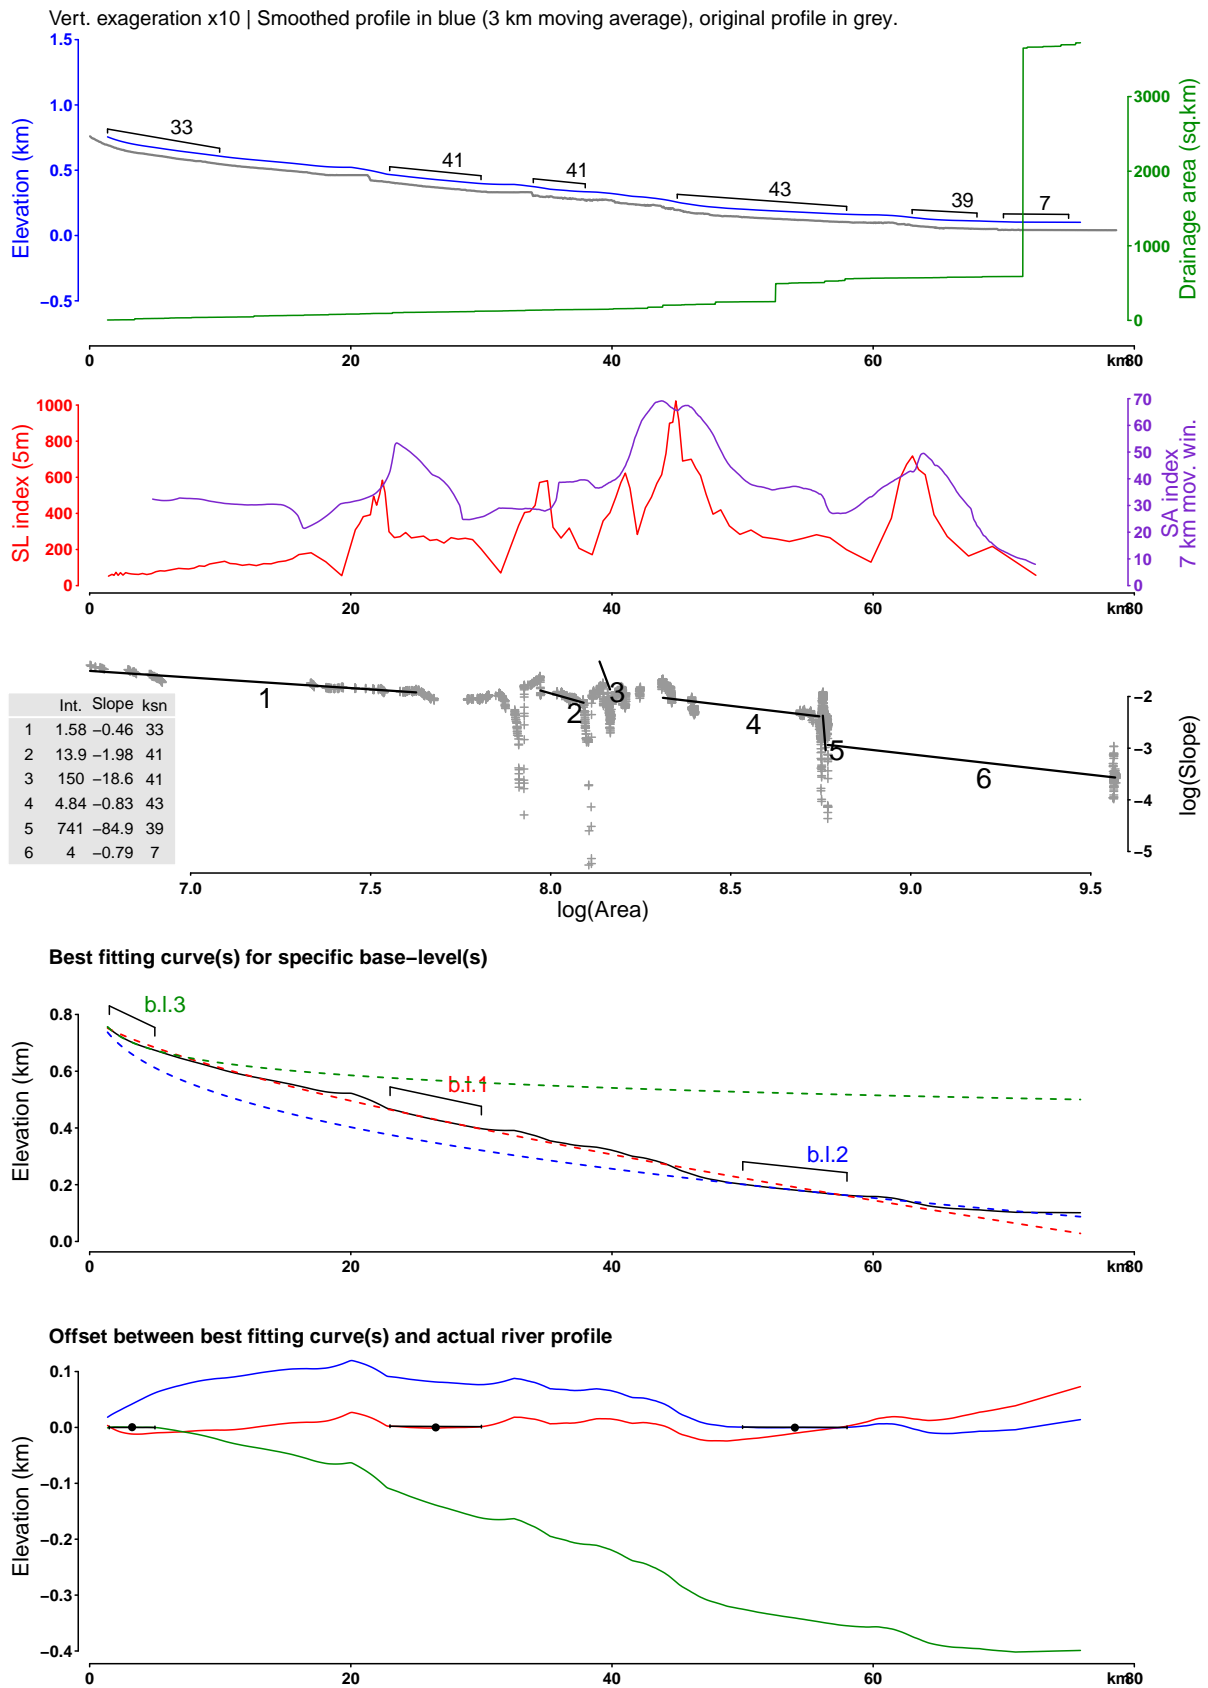 Vert. exageration x10 | Smoothed profile in blue (3 km moving average), original profile in grey.
1.5
1.0
0.5
0.0
−0.5
Elevation (km)
33
41
41
43
39
7
3000
2000
1000
0
Drainage area (sq.km)
0 20 40 60 km 80
1000
800
600
400
200
0
SL index (5m)
70
60
50
40
30
20
10
0
SA index
7 km mov. win.
0 20 40 60 km 80
1
2
3
4
5
6
Int. Slope ksn
1 1.58 −0.46 33
2 13.9 −1.98 41
3 150 −18.6 41
4 4.84 −0.83 43
5 741 −84.9 39
6 4 −0.79 7
−2
−3
−4
−5
log(Slope)
7.0 7.5 8.0 8.5 9.0 9.5
log(Area)
Best fitting curve(s) for specific base−level(s)
0.8
0.6
0.4
0.2
0.0
Elevation (km)
b.l.3
b.l.1
b.l.2
0 20 40 60 km 80
Offset between best fitting curve(s) and actual river profile
0.1
0.0
−0.1
−0.2
−0.3
−0.4
Elevation (km)
0 20 40 60 km 80